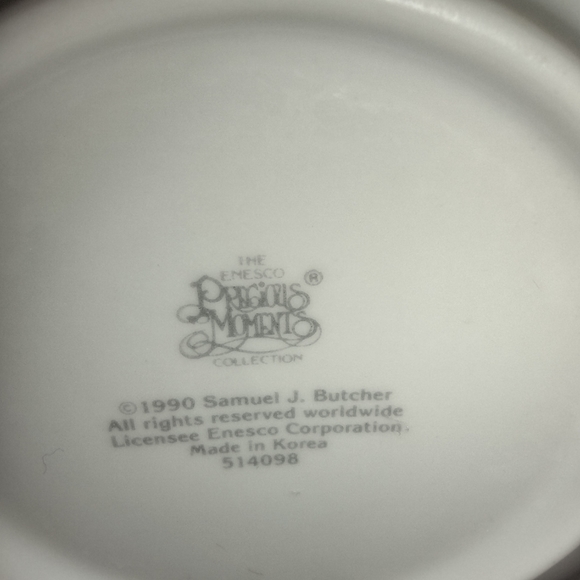 THE
ENESCO
PRECIOUS ®
MOMENTS
COLLECTION
©1990 Samuel J. Butcher
All rights reserved worldwide
Licensee Enesco Corporation.
Made in Korea
514098